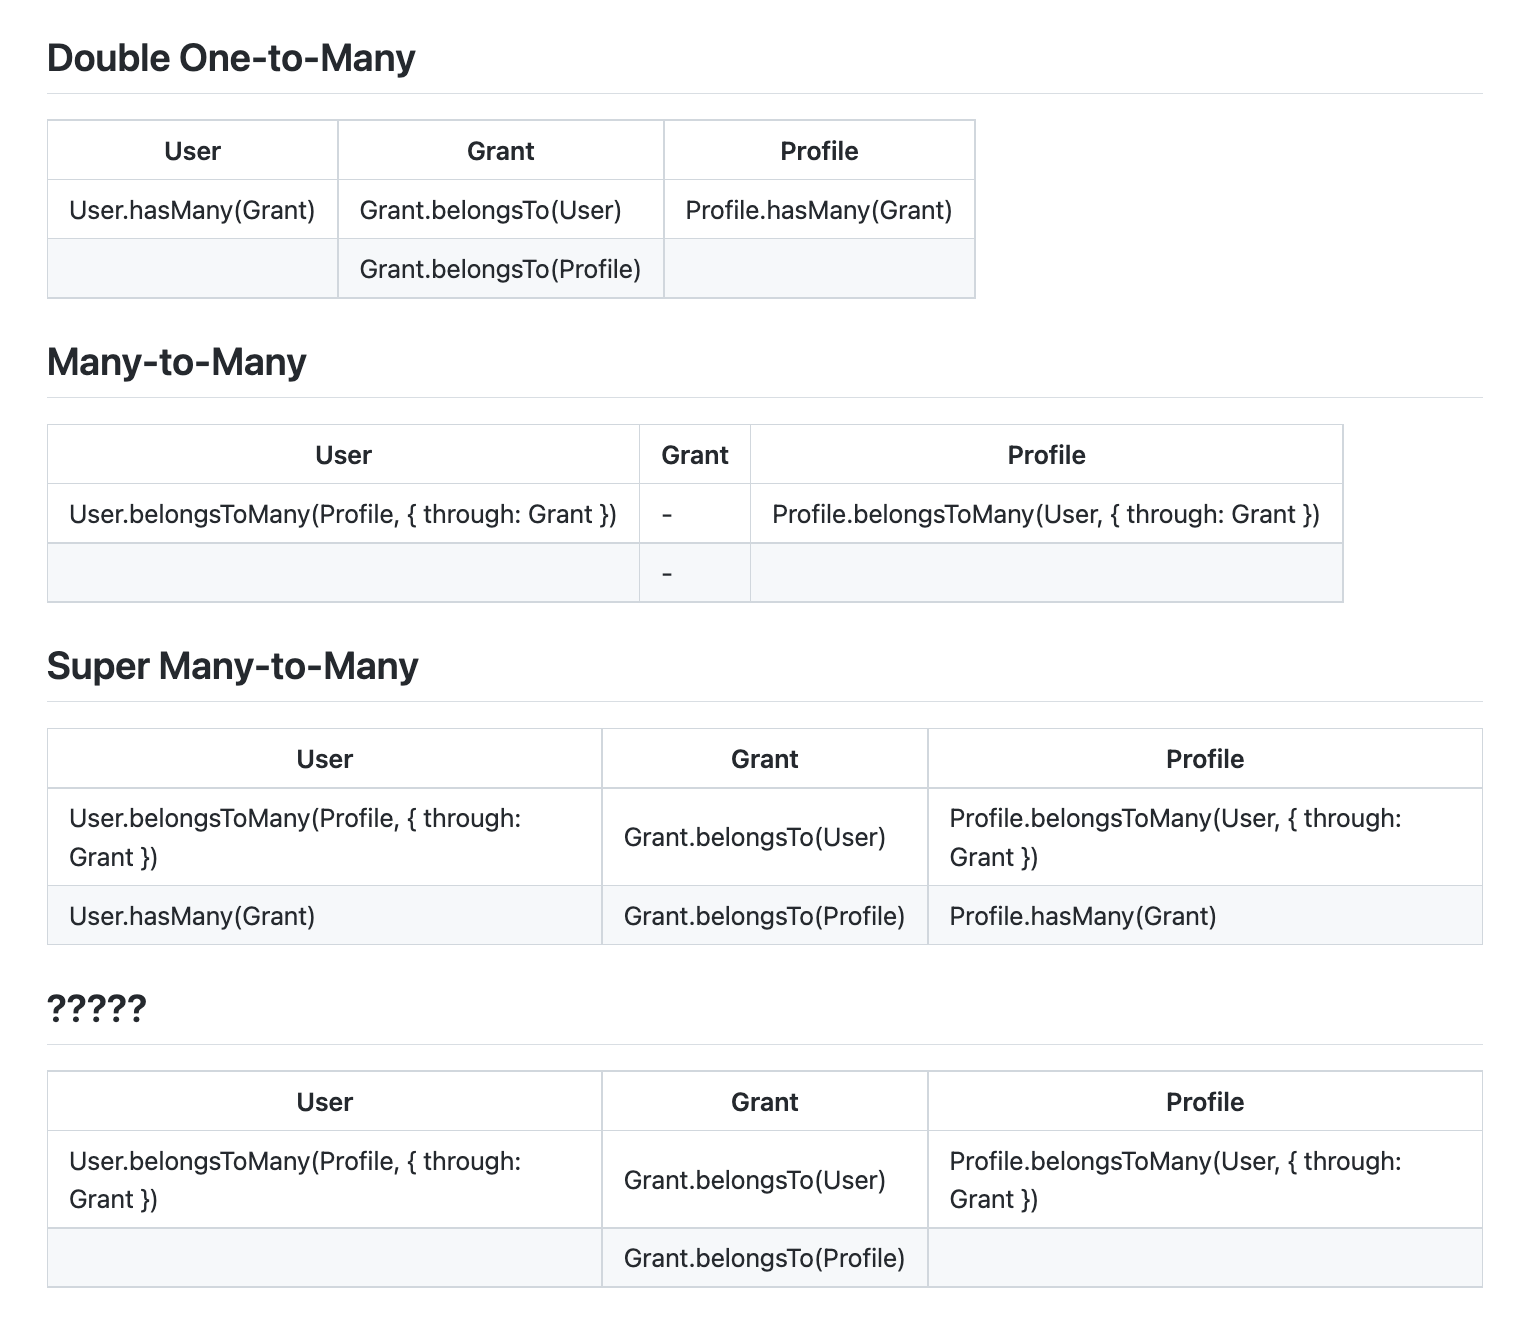 Double One-to-Many
User Grant Profile
User.hasMany(Grant) Grant.belongsTo(User) Profile.hasMany(Grant)
Grant.belongsTo(Profile)
Many-to-Many
User Grant Profile
User.belongsToMany(Profile, { through: Grant }) - Profile.belongsToMany(User, { through: Grant })
-
Super Many-to-Many
User Grant Profile
User.belongsToMany(Profile, { through:
Grant })
Grant.belongsTo(User)
Profile.belongsToMany(User, { through:
Grant })
User.hasMany(Grant) Grant.belongsTo(Profile) Profile.hasMany(Grant)
?????
User Grant Profile
User.belongsToMany(Profile, { through:
Grant })
Grant.belongsTo(User)
Profile.belongsToMany(User, { through:
Grant })
Grant.belongsTo(Profile)